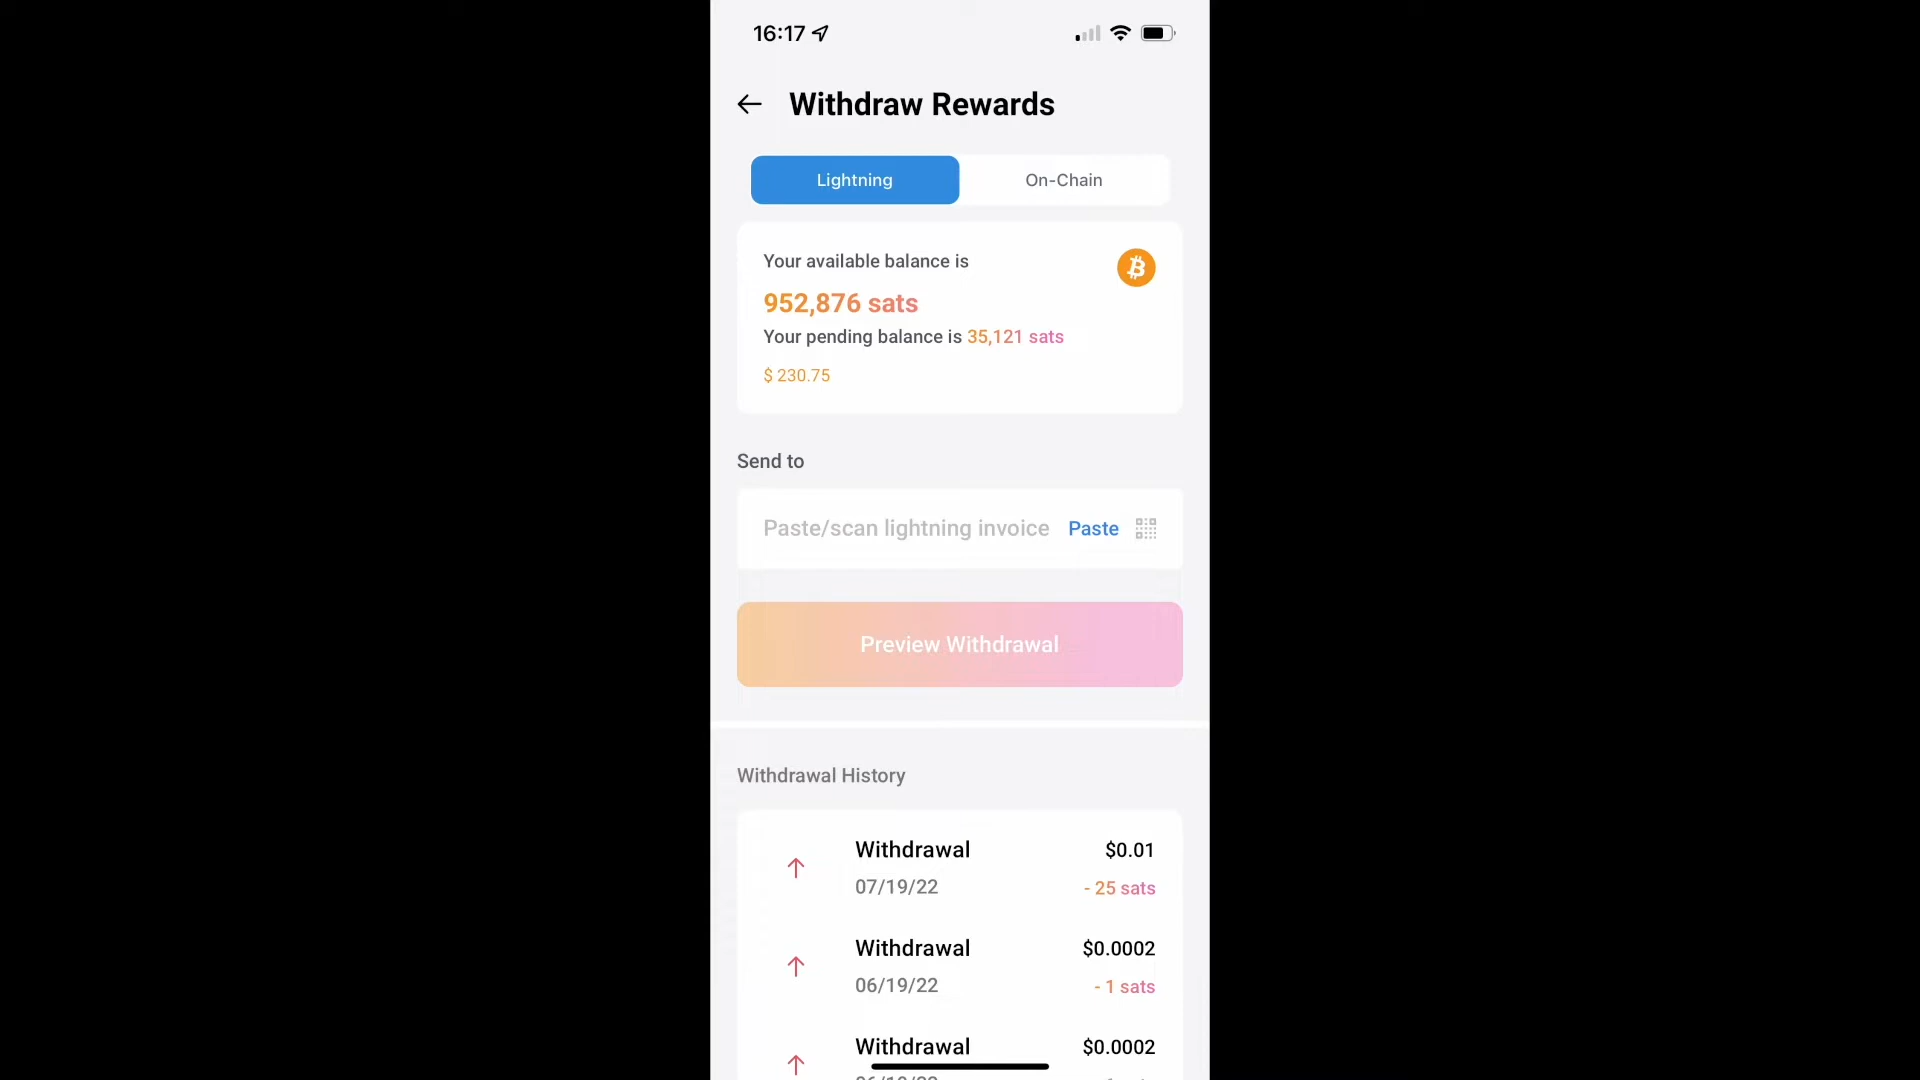 16:17
Withdraw Rewards
Lightning
On-Chain
Your available balance is
952,876 sats
Your pending balance is 35,121 sats
$ 230.75
Send to
Paste/scan lightning invoice Paste
Preview Withdrawal
Withdrawal History
Withdrawal $0.01
07/19/22 - 25 sats
Withdrawal $0.0002
06/19/22 - 1 sats
Withdrawal $0.0002